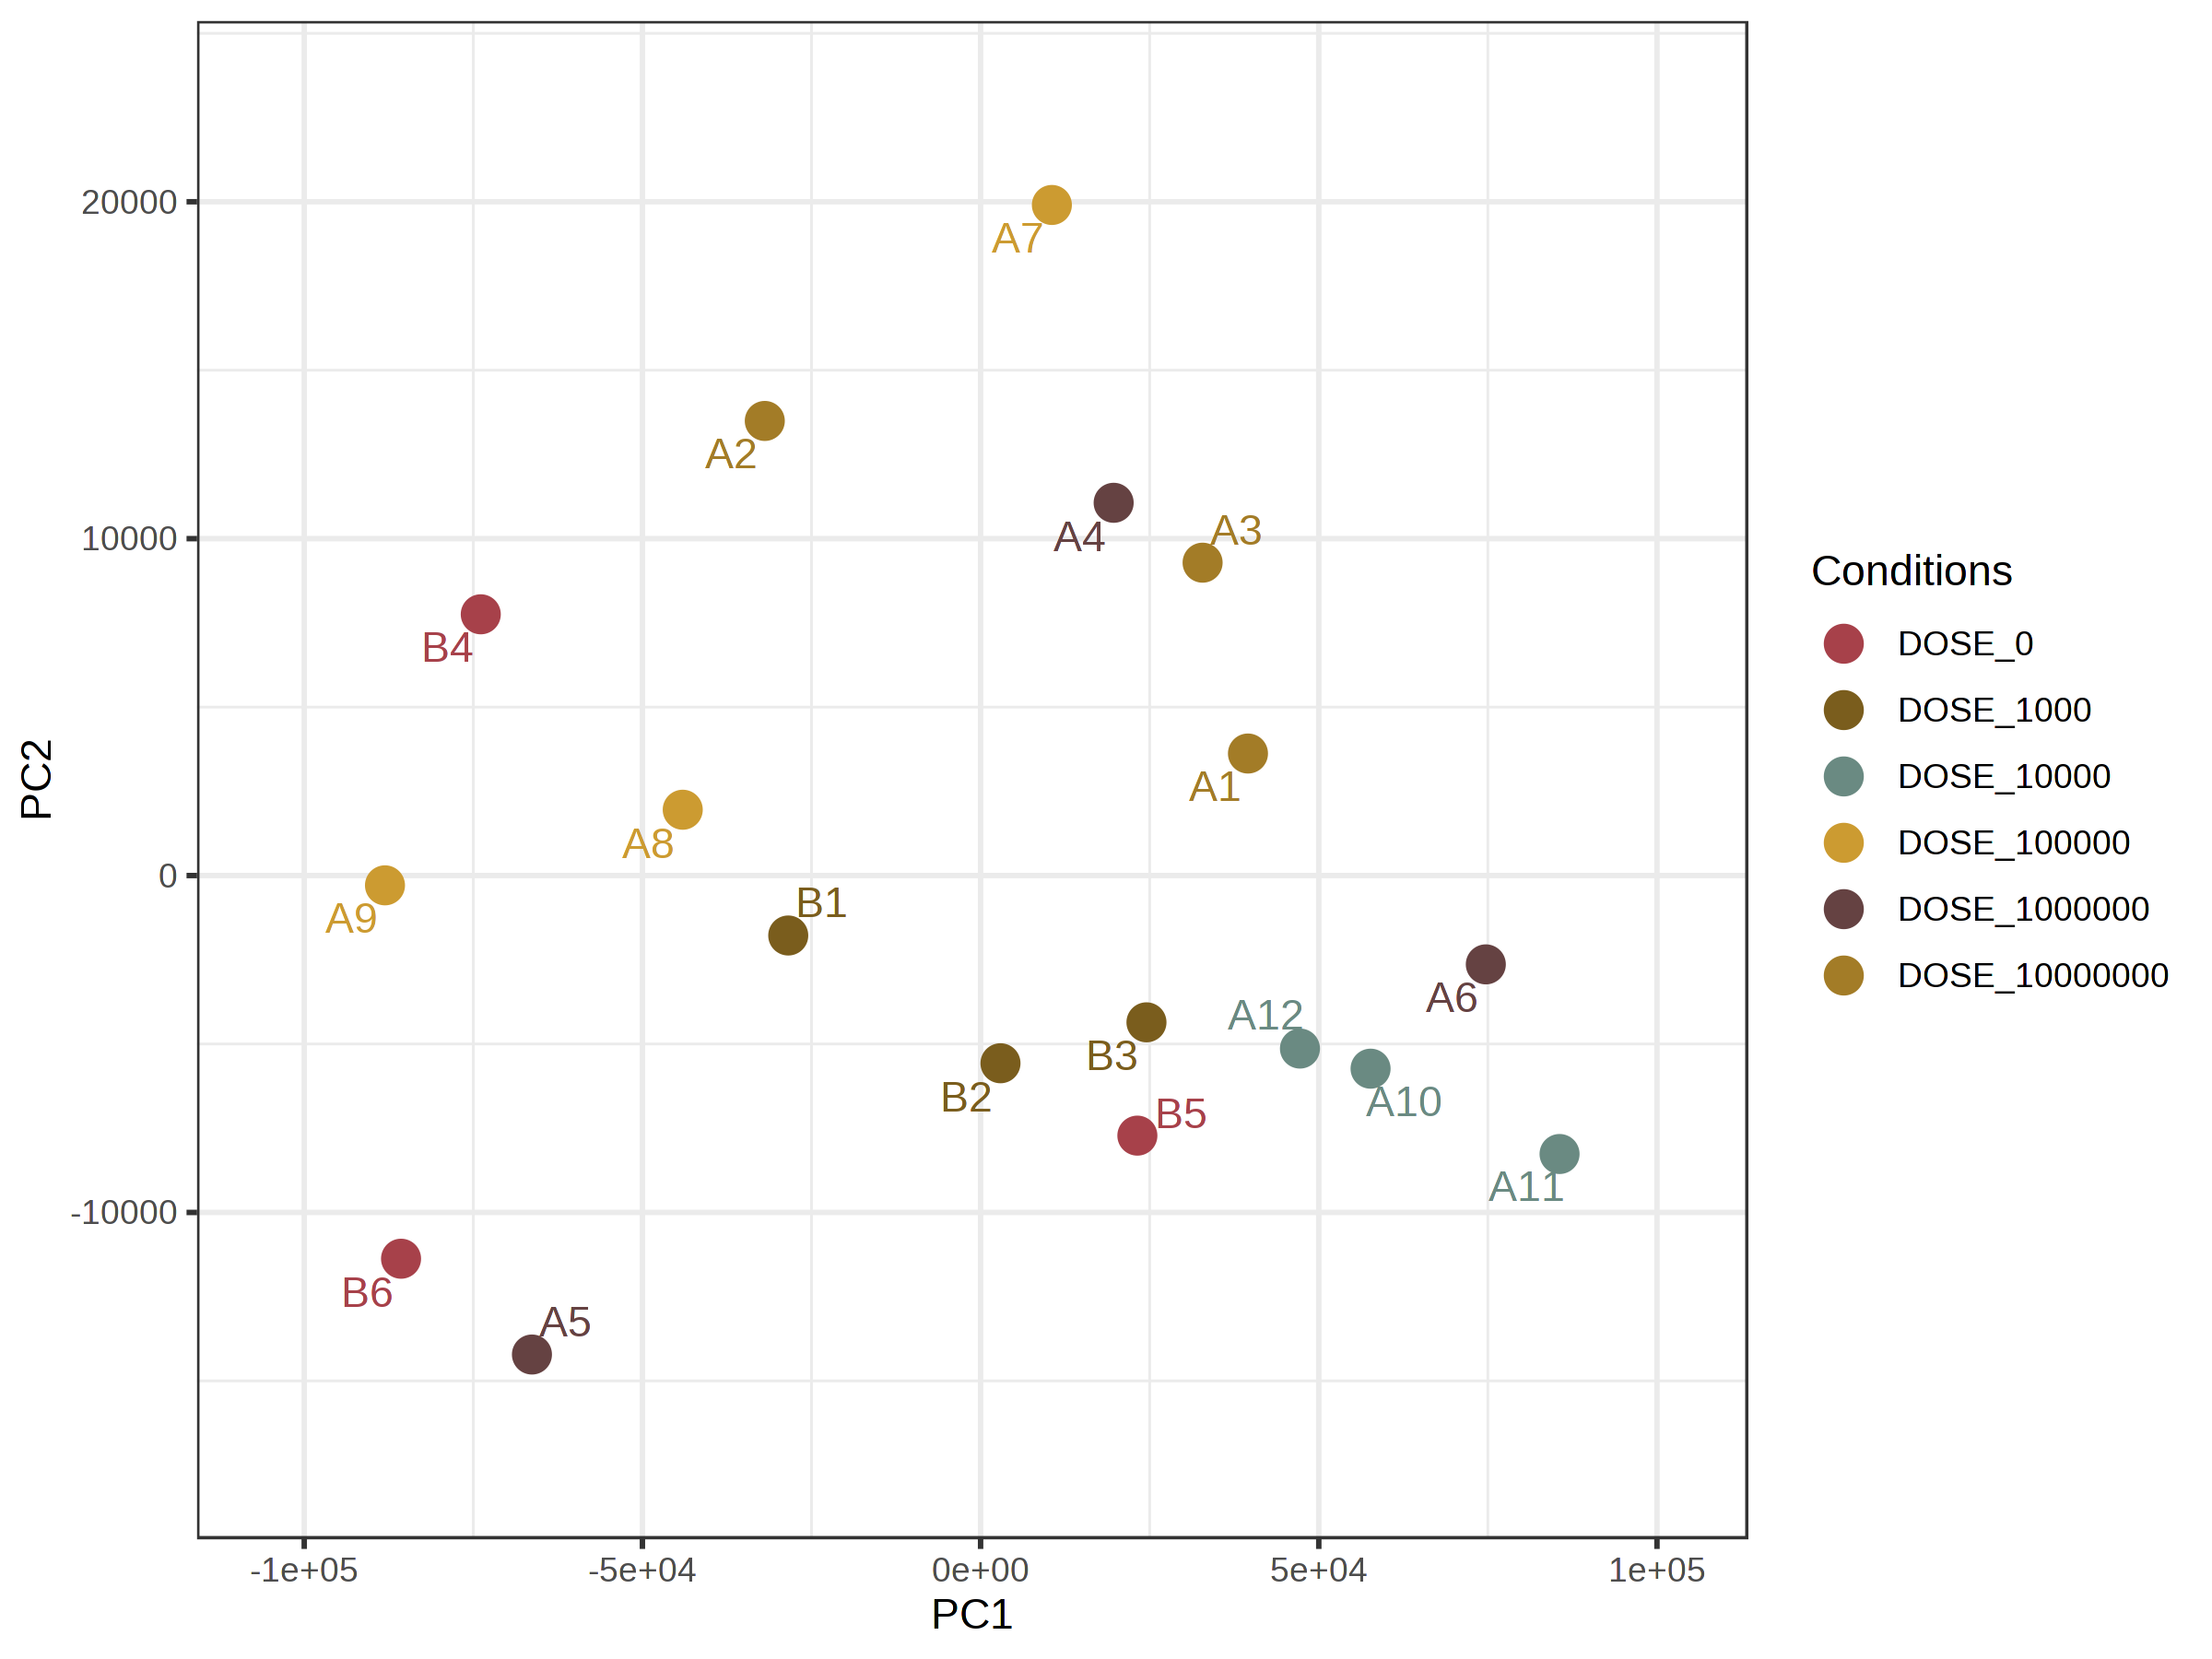 20000
10000
0
-10000
PC2
-1e+05
-5e+04
0e+00
5e+04
1e+05
PC1
A7
A2
A4
A3
B4
A1
A8
B1
A9
A6
A12
B3
B2
A10
B5
A11
B6
A5
Conditions
DOSE_0
DOSE_1000
DOSE_10000
DOSE_100000
DOSE_1000000
DOSE_10000000